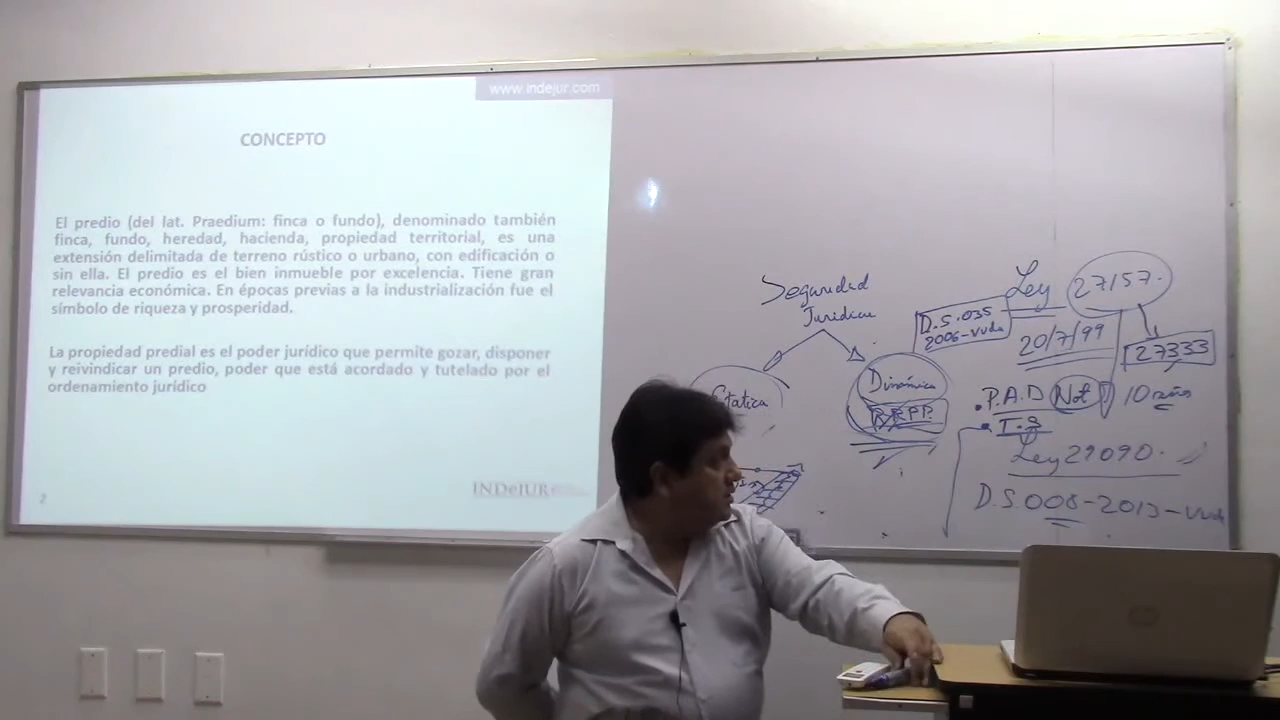 www.indejur.com
CONCEPTO
El predio (del lat. Praedium: finca o fundo), denominado también
finca, fundo, heredad, hacienda, propiedad territorial, es una
extensión delimitada de terreno rústico o urbano, con edificación o
sin ella. El predio es el bien inmueble por excelencia. Tiene gran
relevancia económica. En épocas previas a la industrialización fue el
símbolo de riqueza y prosperidad.
La propiedad predial es el poder jurídico que permite gozar, disponer
y reivindicar un predio, poder que está acordado y tutelado por el
ordenamiento jurídico
2
INDeJUR
Seguridad
Jurídica
Estática
Dinámica
RRPP.
D.S.035
2006-VVda
Ley 27157.
20/7/99
27333
P.A.D Not 10 años
T.S
Ley 29090.
D.S.008-2013-VVda